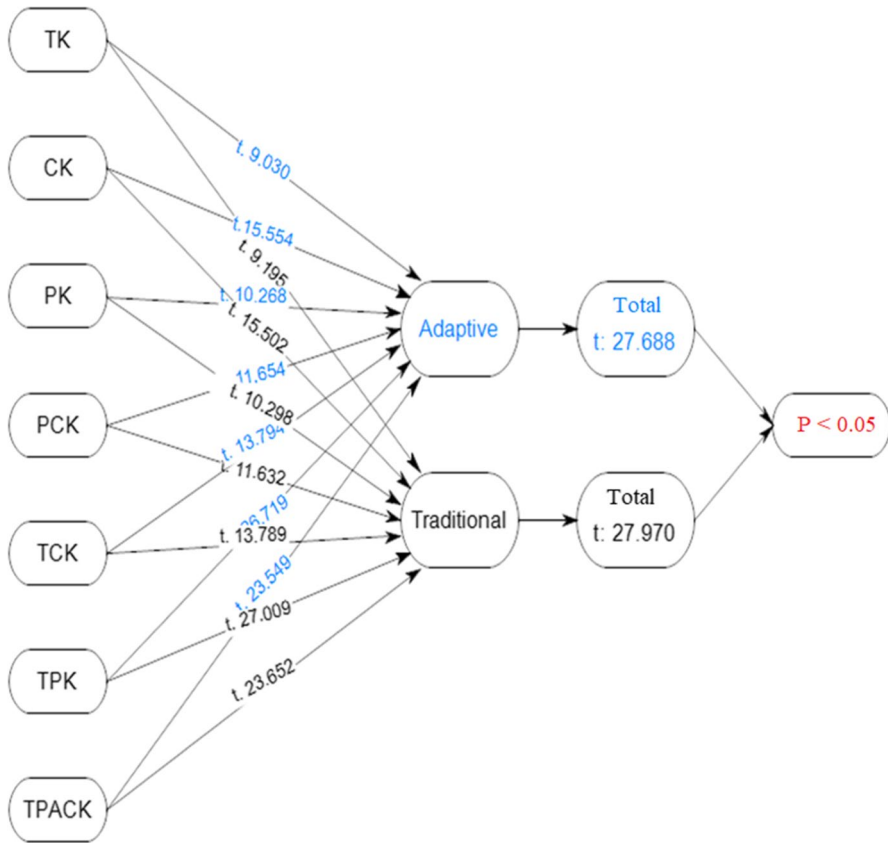 TK
t. 9.030
CK
t.15.554
t. 9.195
PK
t. 10.268
Total
Adaptive
t: 27.688
t. 15.502
11.654
t. 10.298
PCK
P < 0.05
t. 13.794
t. 11.632
Total
Traditional
t: 27.970
26.719
t. 13.789
TCK
t. 23.549
t. 27.009
TPK
t. 23.652
TPACK